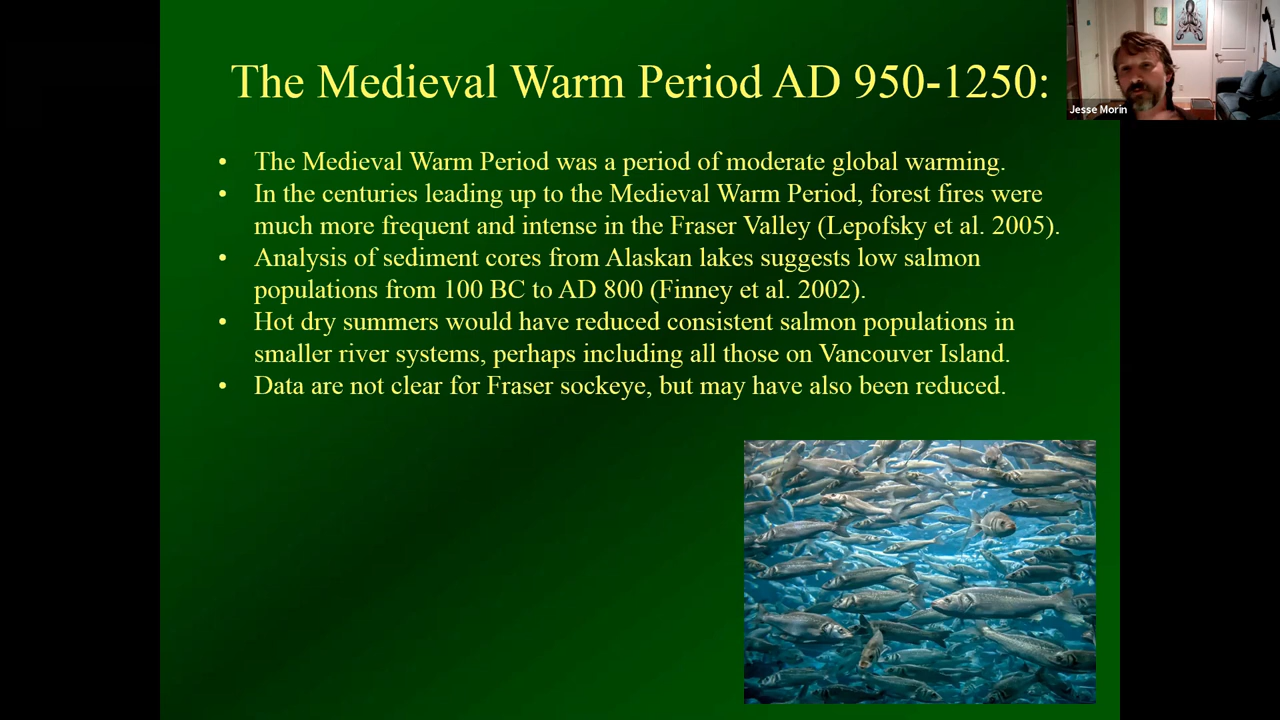 The Medieval Warm Period AD 950-1250:
Jesse Morin
• The Medieval Warm Period was a period of moderate global warming.
• In the centuries leading up to the Medieval Warm Period, forest fires were
much more frequent and intense in the Fraser Valley (Lepofsky et al. 2005).
• Analysis of sediment cores from Alaskan lakes suggests low salmon
populations from 100 BC to AD 800 (Finney et al. 2002).
• Hot dry summers would have reduced consistent salmon populations in
smaller river systems, perhaps including all those on Vancouver Island.
• Data are not clear for Fraser sockeye, but may have also been reduced.